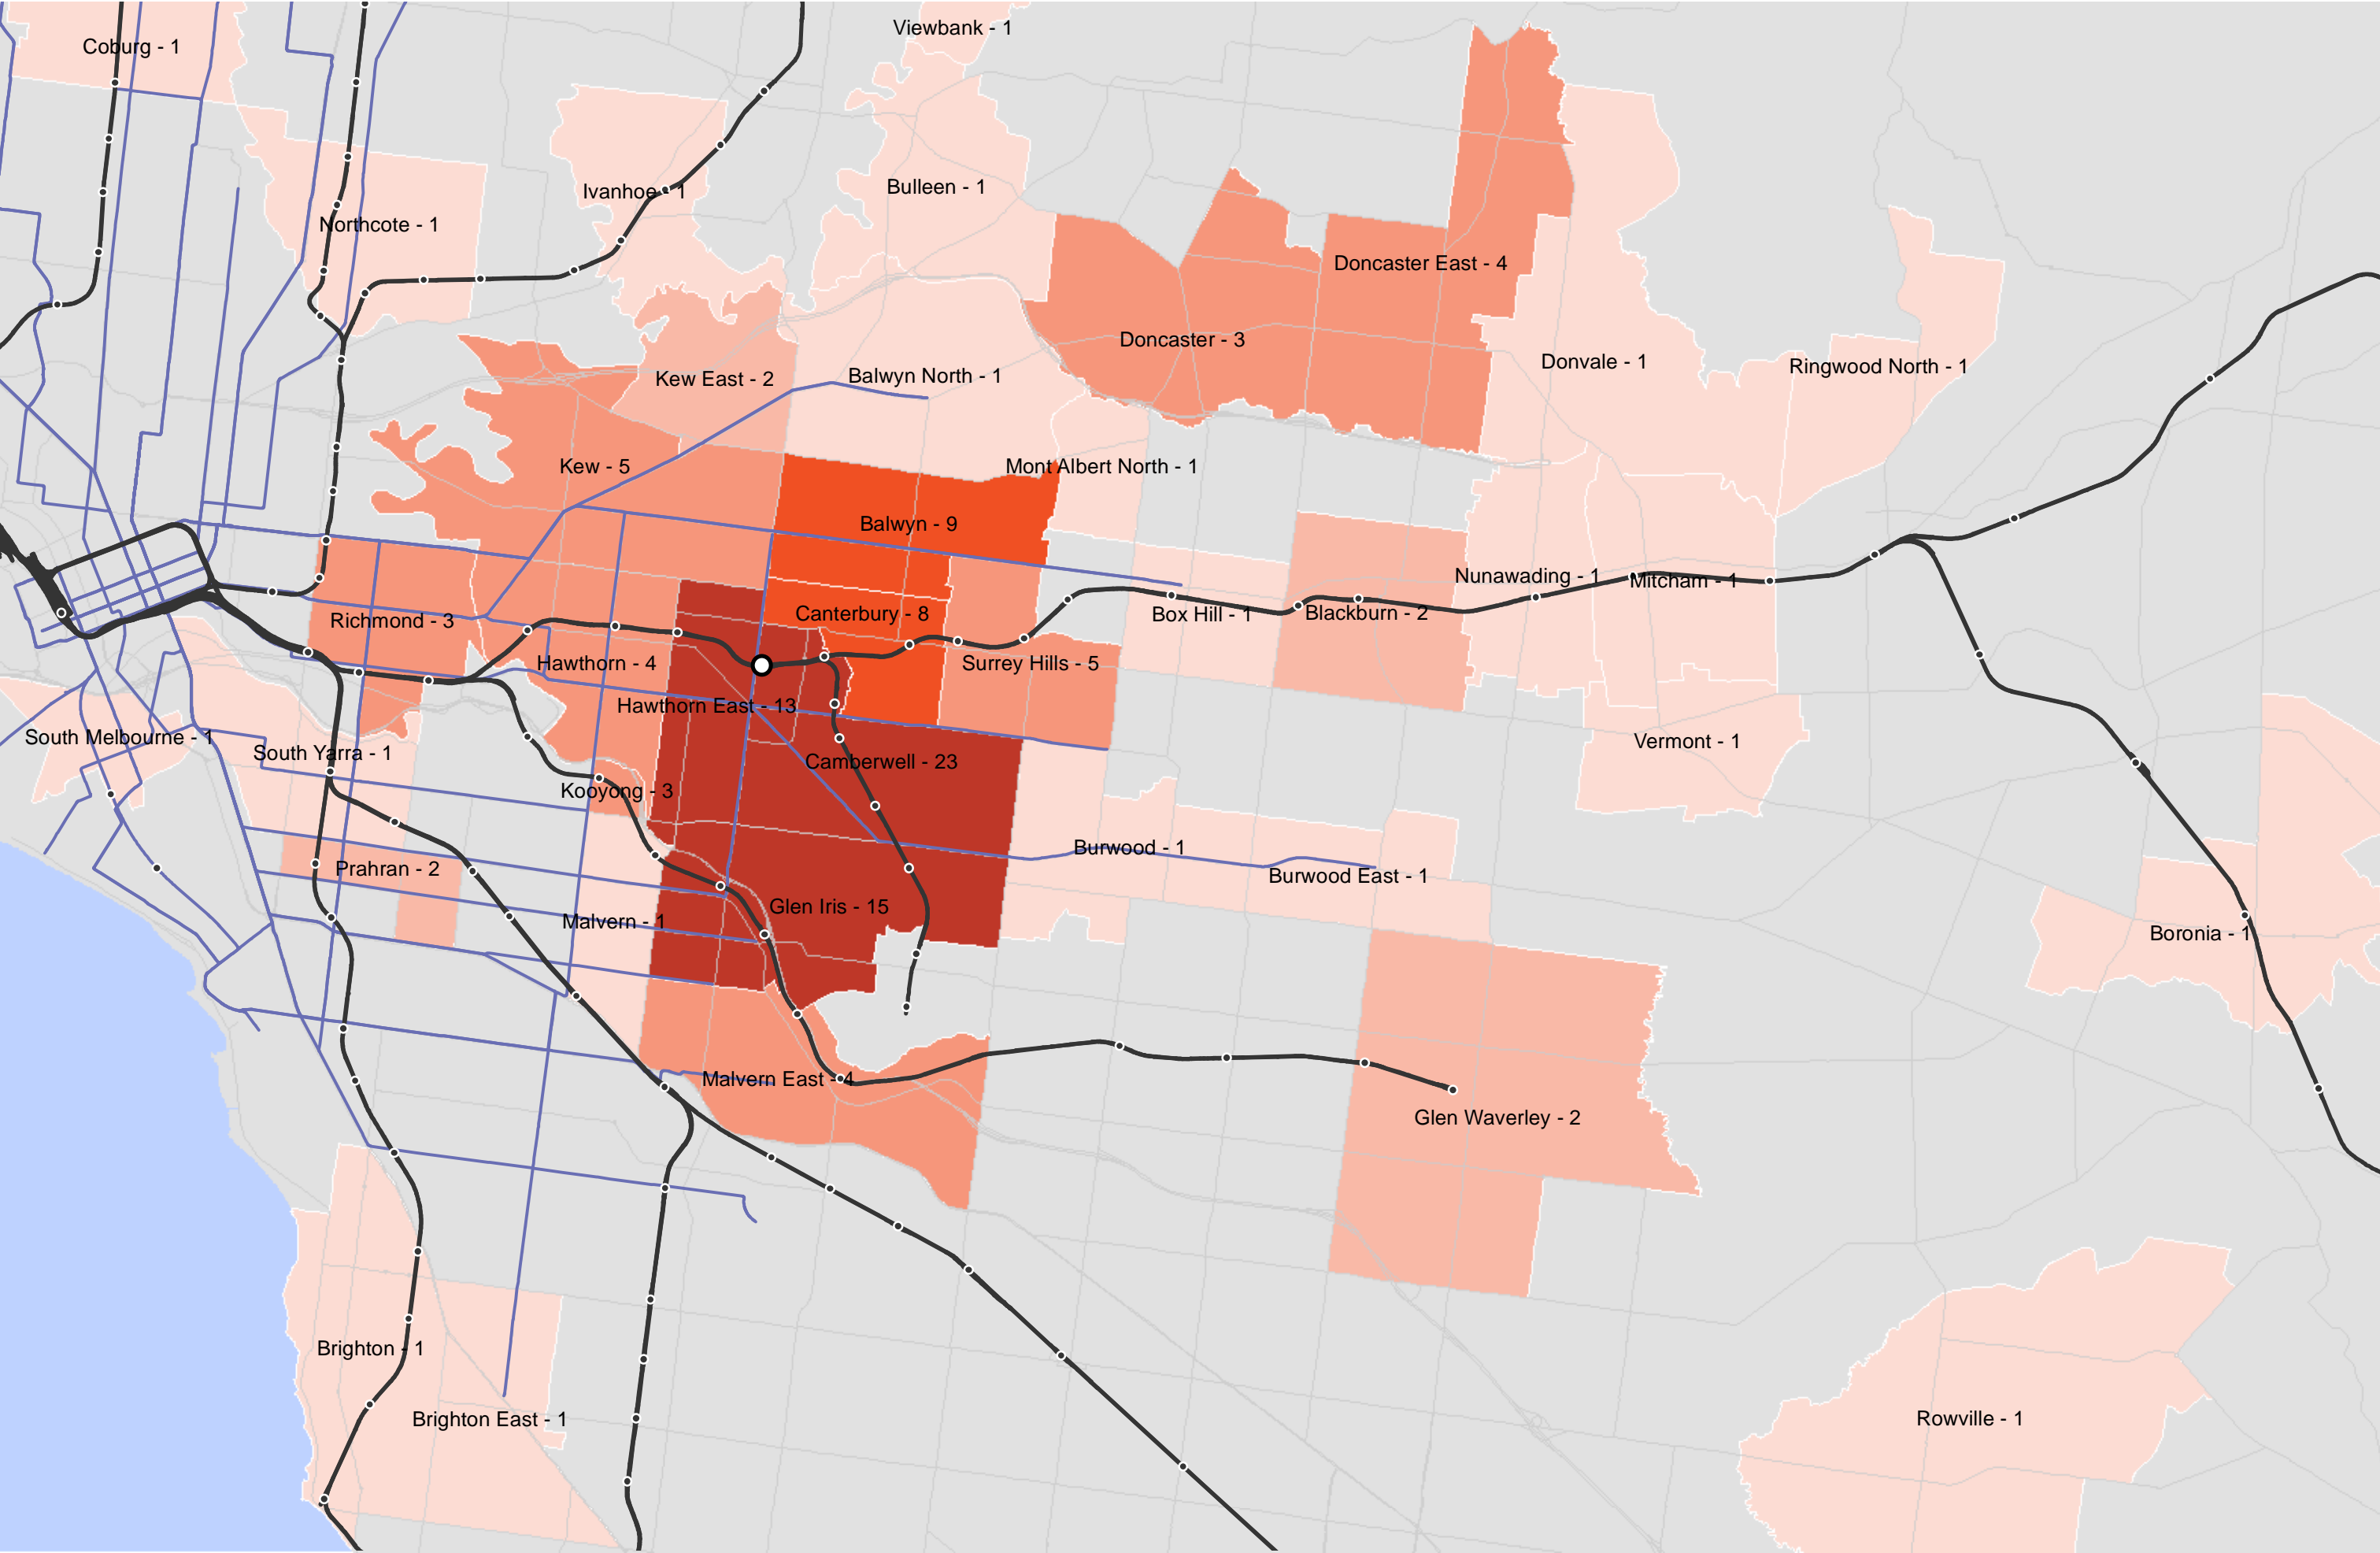 Viewbank - 1
Coburg - 1
Bulleen - 1
Ivanhoe - 1
Northcote - 1
Doncaster East - 4
Doncaster - 3
Donvale - 1
Ringwood North - 1
Balwyn North - 1
Kew East - 2
Kew - 5
Mont Albert North - 1
Balwyn - 9
Nunawading - 1
Mitcham - 1
Canterbury - 8
Box Hill - 1
Blackburn - 2
Richmond - 3
Hawthorn - 4
Surrey Hills - 5
Hawthorn East - 13
South Melbourne - 1
Vermont - 1
South Yarra - 1
Camberwell - 23
Kooyong - 3
Burwood - 1
Prahran - 2
Burwood East - 1
Glen Iris - 15
Malvern - 1
Boronia - 1
Malvern East - 4
Glen Waverley - 2
Brighton - 1
Brighton East - 1
Rowville - 1